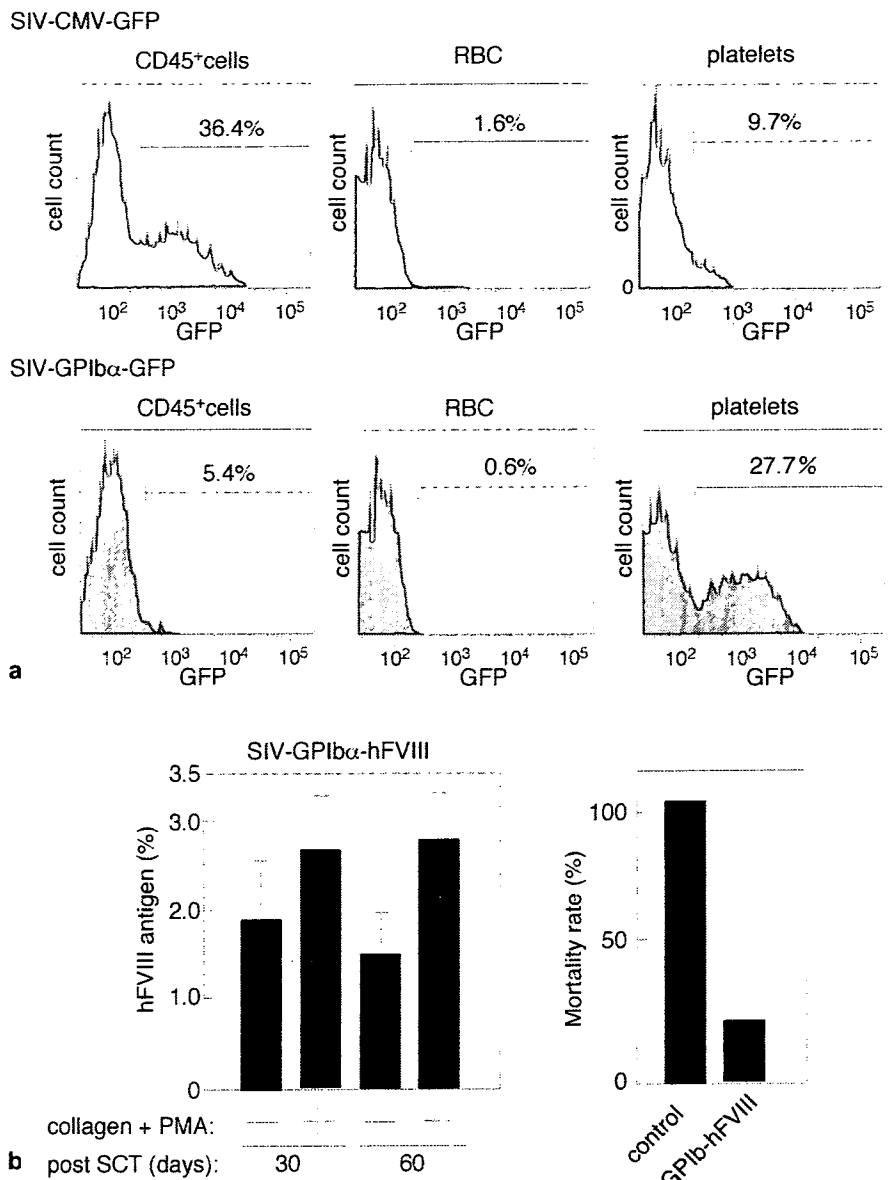 SIV-CMV-GFP
CD45+cells
RBC
platelets
36.4%
1.6%
9.7%
cell count
cell count
cell count
0
10² 10³ 10⁴ 10⁵
10² 10³ 10⁴ 10⁵
10² 10³ 10⁴ 10⁵
GFP
GFP
GFP
SIV-GPIbα-GFP
CD45+cells
RBC
platelets
5.4%
0.6%
27.7%
cell count
cell count
cell count
10² 10³ 10⁴ 10⁵
10² 10³ 10⁴ 10⁵
10² 10³ 10⁴ 10⁵
GFP
GFP
GFP
a
SIV-GPIbα-hFVIII
3.5
3.0
2.0
1.0
0
hFVIII antigen (%)
collagen + PMA:
post SCT (days): 30 60
100
50
0
Mortality rate (%)
control
GPIb-hFVIII
b